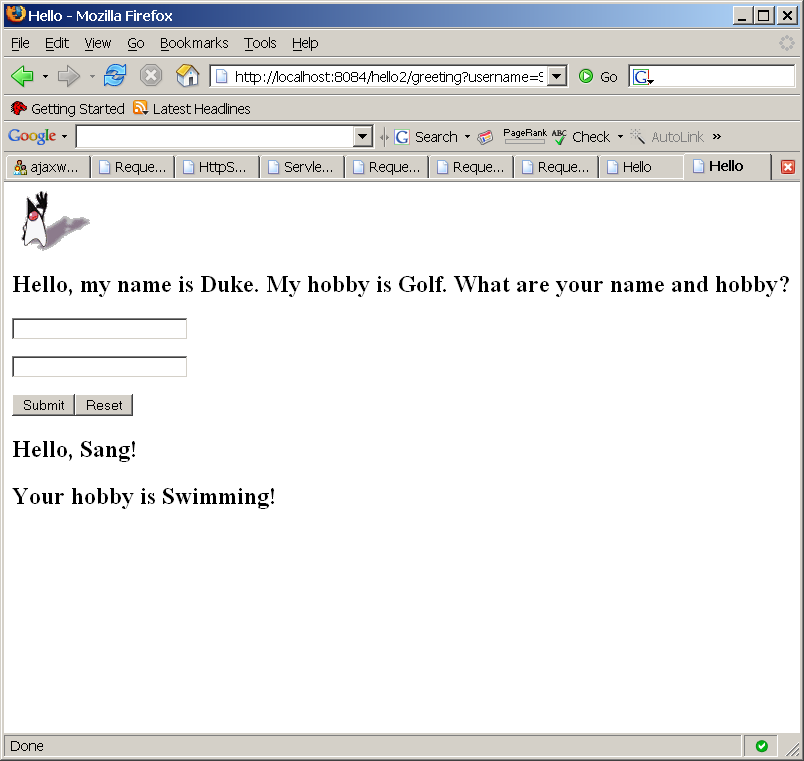 Hello - Mozilla Firefox
File Edit View Go Bookmarks Tools Help
http://localhost:8084/hello2/greeting?username=S Go G
Getting Started Latest Headlines
Google G Search PageRank ABC Check AutoLink »
ajaxw... Reque... HttpS... Servle... Reque... Reque... Reque... Hello Hello
Hello, my name is Duke. My hobby is Golf. What are your name and hobby?
Submit Reset
Hello, Sang!
Your hobby is Swimming!
Done